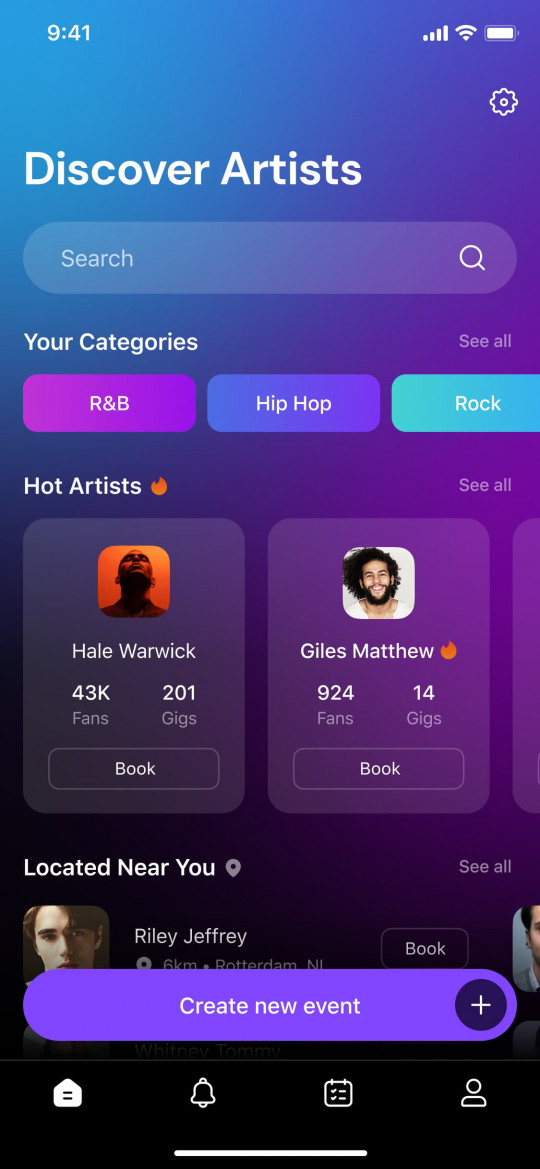 9:41
Discover Artists
Search
Your Categories
See all
R&B
Hip Hop
Rock
Hot Artists
See all
Hale Warwick
43K
201
Fans
Gigs
Book
Giles Matthew
924
14
Fans
Gigs
Book
Located Near You
See all
Riley Jeffrey
Book
6km • Rotterdam, NL
Create new event
Whitney Tommy